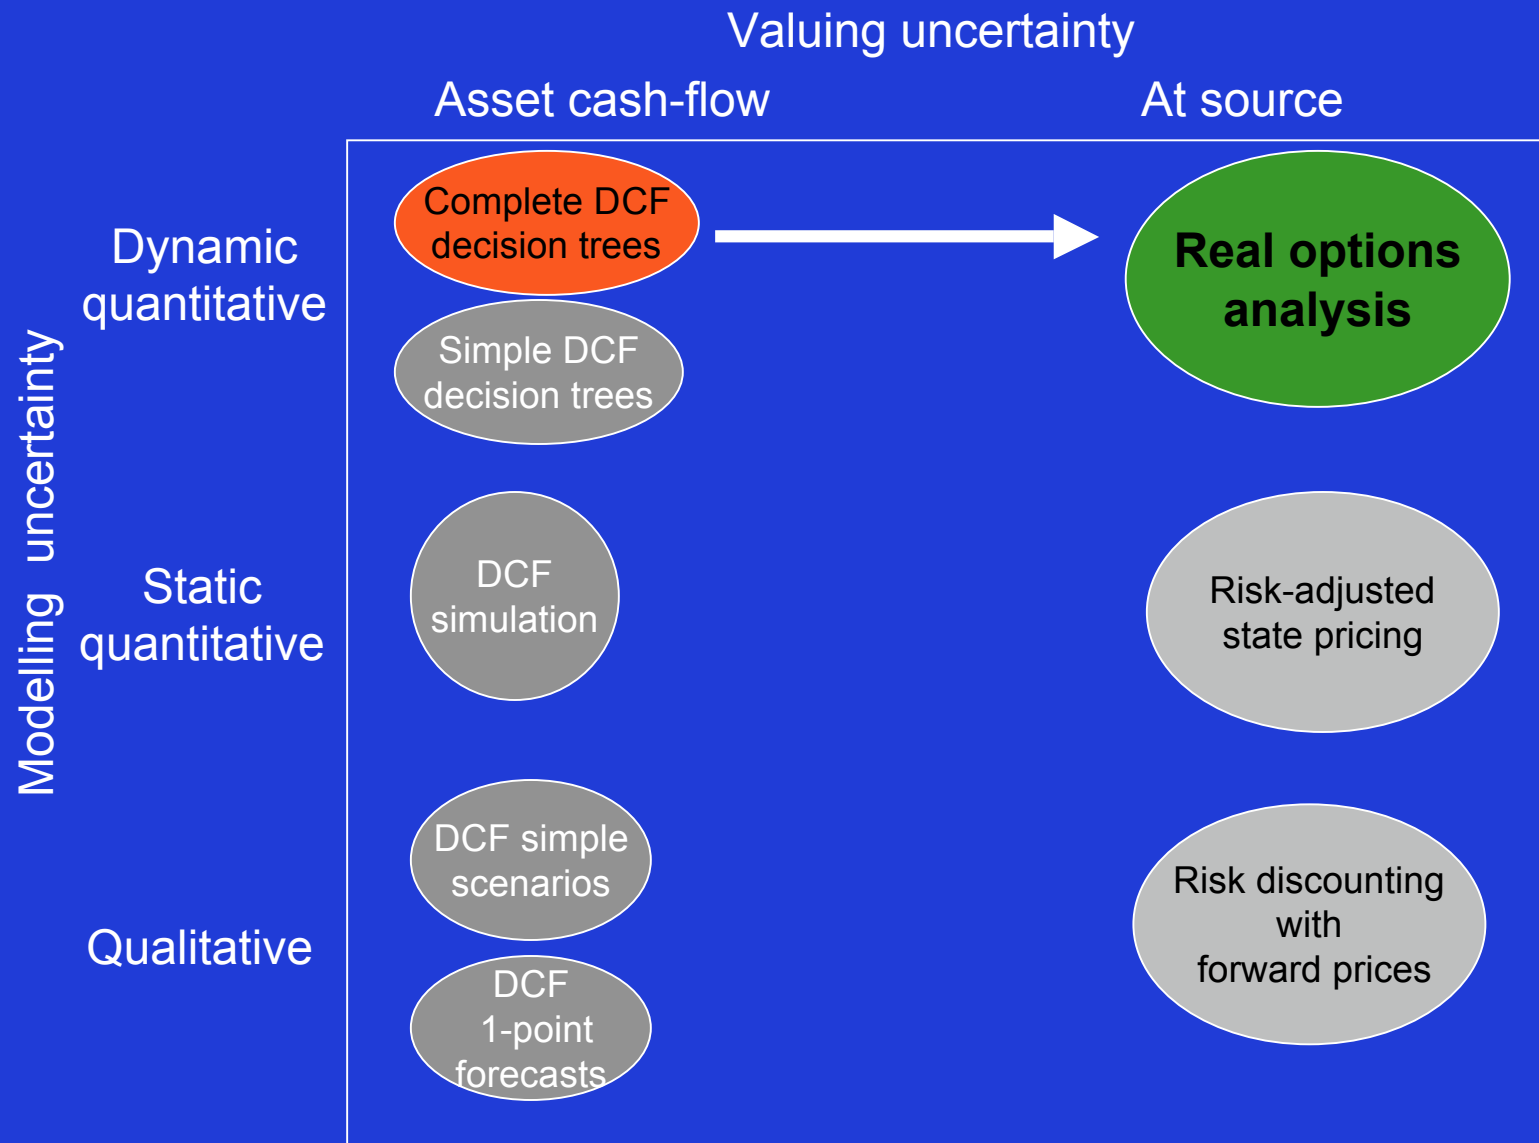 Valuing uncertainty
Asset cash-flow
At source
Modelling uncertainty
Dynamic
quantitative
Complete DCF
decision trees
Real options
analysis
Simple DCF
decision trees
Static
quantitative
DCF
simulation
Risk-adjusted
state pricing
Qualitative
DCF simple
scenarios
DCF
1-point
forecasts
Risk discounting
with
forward prices